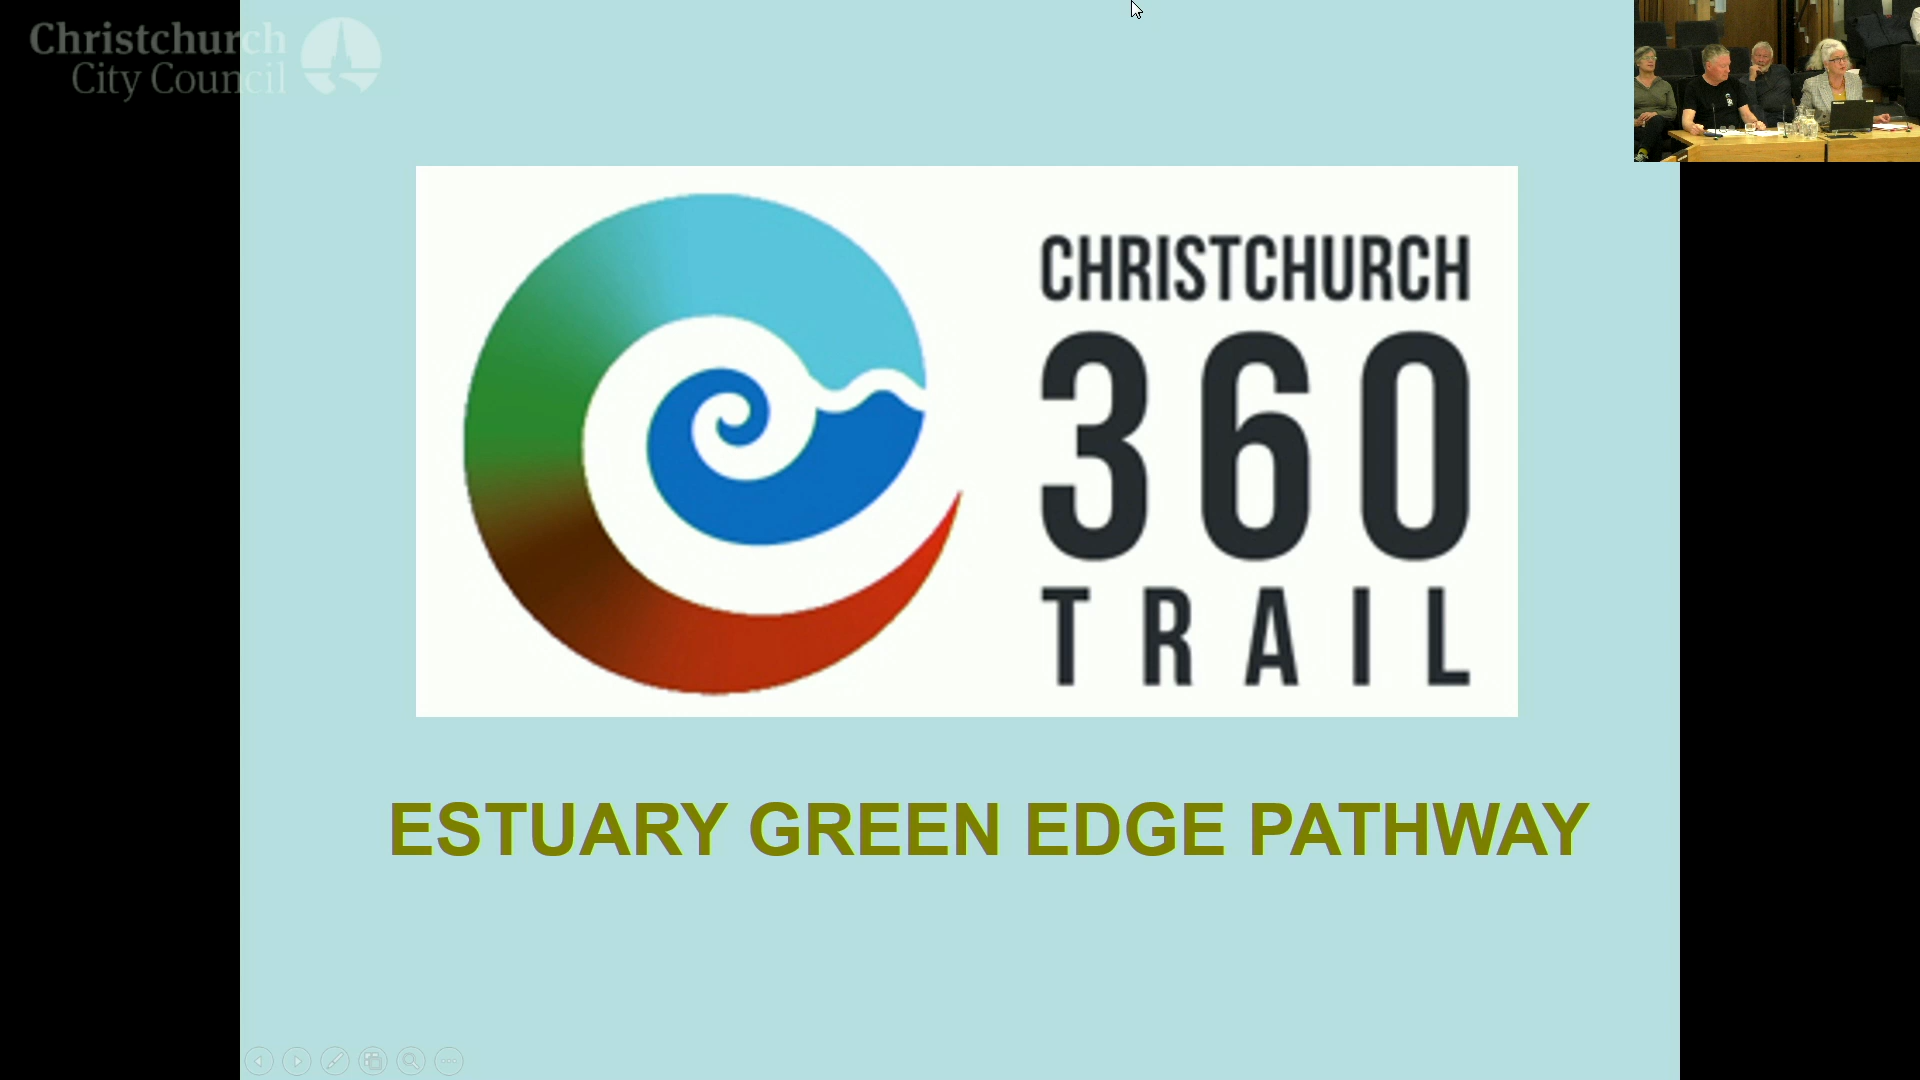 Christchurch
City Council
CHRISTCHURCH
360
TRAIL
ESTUARY GREEN EDGE PATHWAY